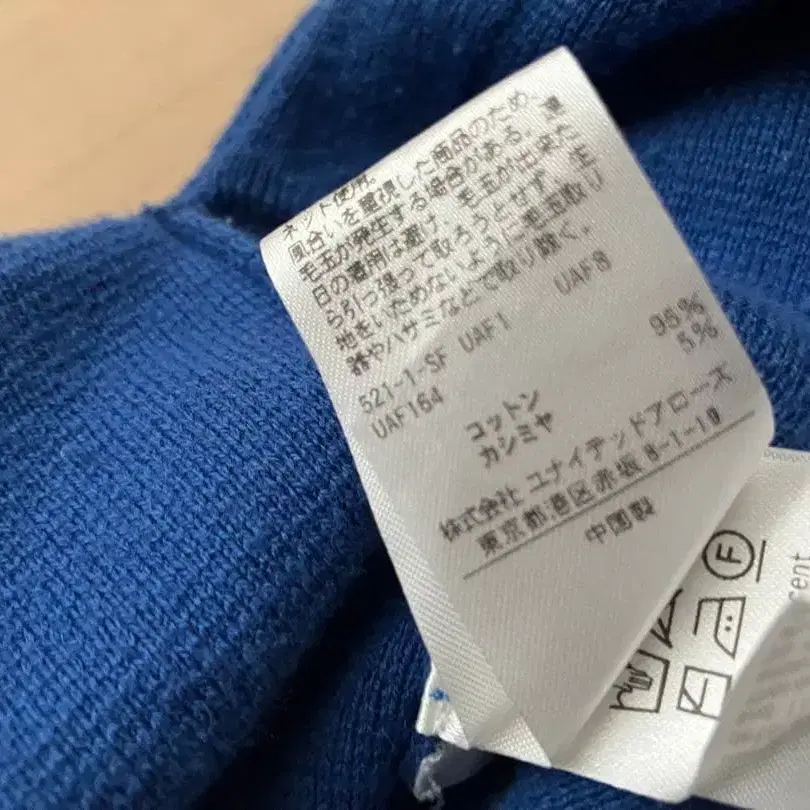 ネット使用。
風合いを重視した商品のため、
毛玉が発生する場合がある。連
日の着用は避け、毛玉が出来た
ら引っ張って取ろうとせず、生
地をいためないように毛玉取り
器やハサミなどで取り除く。
521-1-SF UAF1 UAF8
UAF164
コットン 95%
カシミヤ 5%
株式会社 ユナイテッドアローズ
東京都港区赤坂8-1-19
中国製
F
cent